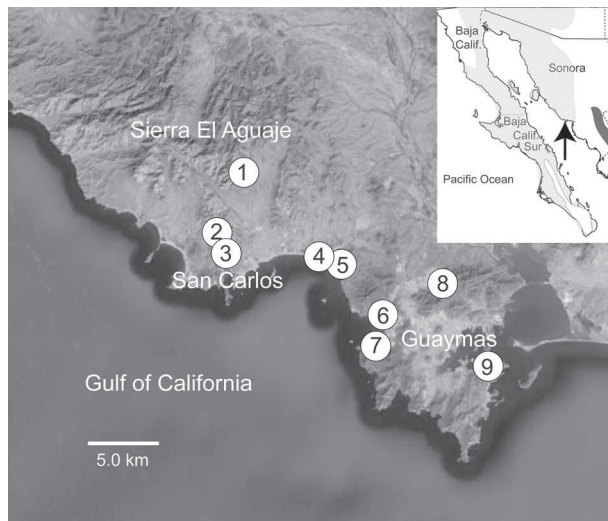 Baja
Calif.
Sonora
Baja
Calif.
Sur
Pacific Ocean
Sierra El Aguaje
1
2
3
San Carlos
4
5
6
7
8
Guaymas
9
Gulf of California
5.0 km